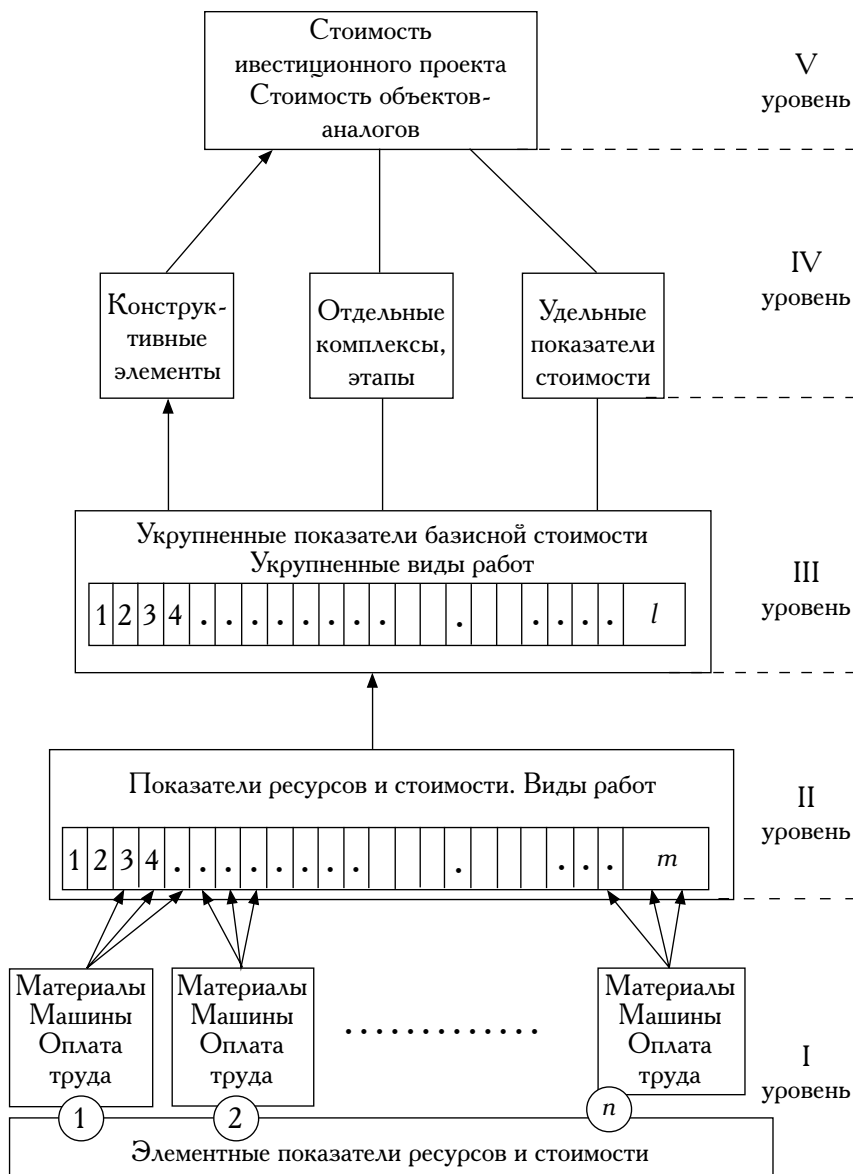 Стоимость
ивестиционного проекта
Стоимость объектов-
аналогов
V
уровень
IV
уровень
Конструк-
тивные
элементы
Отдельные
комплексы,
этапы
Удельные
показатели
стоимости
Укрупненные показатели базисной стоимости
Укрупненные виды работ
1 2 3 4 . . . . . . . . . . . . . l
III
уровень
Показатели ресурсов и стоимости. Виды работ
1 2 3 4 . . . . . . . . . . . . m
II
уровень
Материалы
Машины
Оплата
труда
1
Материалы
Машины
Оплата
труда
2
. . . . . . . . . . . . .
Материалы
Машины
Оплата
труда
n
I
уровень
Элементные показатели ресурсов и стоимости